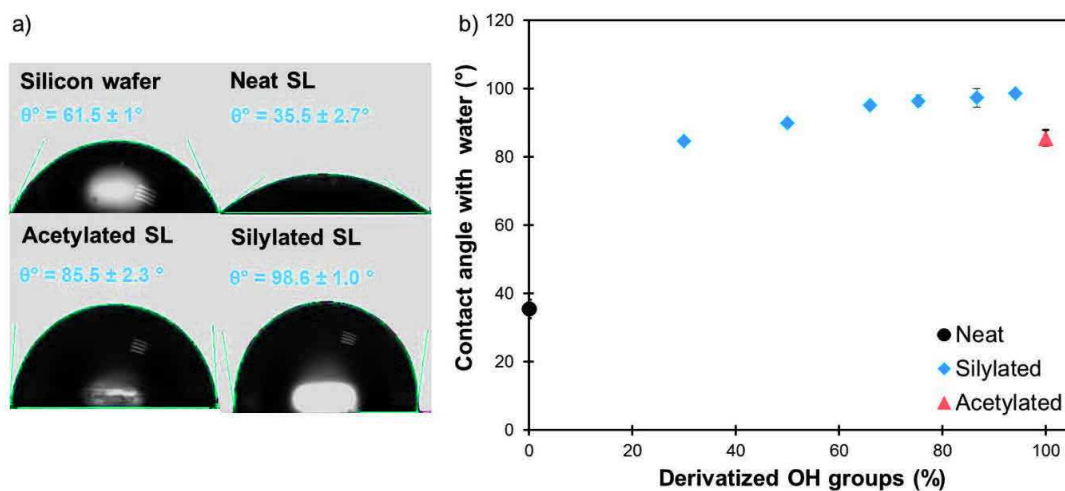 a)
Silicon wafer
θ° = 61.5 ± 1°
Neat SL
θ° = 35.5 ± 2.7°
Acetylated SL
θ° = 85.5 ± 2.3 °
Silylated SL
θ° = 98.6 ± 1.0 °
b)
Contact angle with water (°)
120
100
80
60
40
20
0
Neat
Silylated
Acetylated
0
20
40
60
80
100
Derivatized OH groups (%)